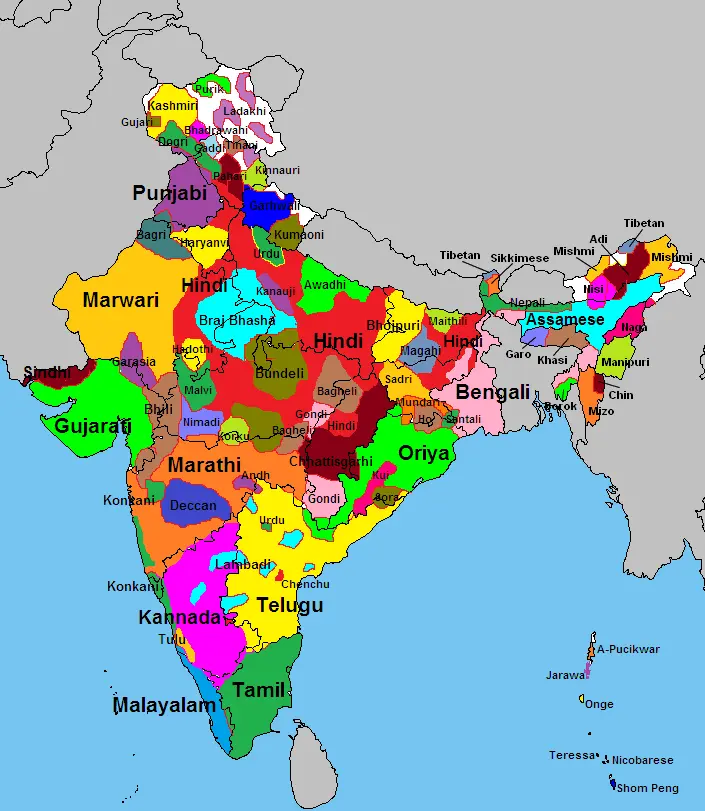 Purik
Kashmiri
Ladakhi
Gujari
Bhadrawahi
Dogri
Gaddi
Tinani
Pahari
Kinnauri
Punjabi
Garhwali
Bagri
Haryanvi
Kumaoni
Urdu
Tibetan
Adi
Mishmi
Mishmi
Tibetan
Sikkimese
Hindi
Marwari
Kanauji
Awadhi
Nisi
Nepali
Braj Bhasha
Bhojpuri
Maithili
Assamese
Naga
Hindi
Hindi
Magahi
Garo
Khasi
Manipuri
Hadothi
Garasia
Sindhi
Bundeli
Sadri
Malvi
Bagheli
Bengali
Chin
Bhili
Mundari
Borok
Mizo
Gujarati
Nimadi
Gondi
Ho
Santali
Hindi
Korku
Bagheli
Oriya
Marathi
Chhattisgarhi
Andh
Kui
Konkani
Deccan
Gondi
Sora
Urdu
Lambadi
Konkani
Chenchu
Telugu
Kannada
Tulu
A-Pucikwar
Jarawa
Tamil
Malayalam
Onge
Teressa
Nicobarese
Shom Peng